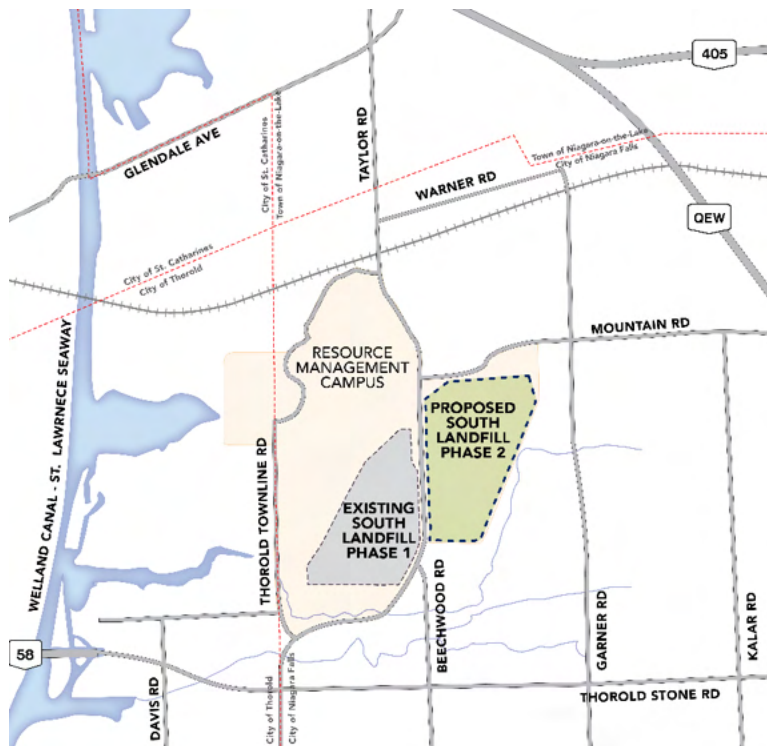 405
GLENDALE AVE
City of St. Catharines
Town of Niagara-on-the-Lake
TAYLOR RD
Town of Niagara-on-the-Lake
City of Niagara Falls
WARNER RD
QEW
City of St. Catharines
City of Thorold
MOUNTAIN RD
RESOURCE
MANAGEMENT
CAMPUS
PROPOSED
SOUTH
LANDFILL
PHASE 2
WELLAND CANAL - ST. LAWRNECE SEAWAY
THOROLD TOWNLINE RD
EXISTING
SOUTH
LANDFILL
PHASE 1
BEECHWOOD RD
GARNER RD
KALAR RD
58
DAVIS RD
City of Thorold
City of Niagara Falls
THOROLD STONE RD